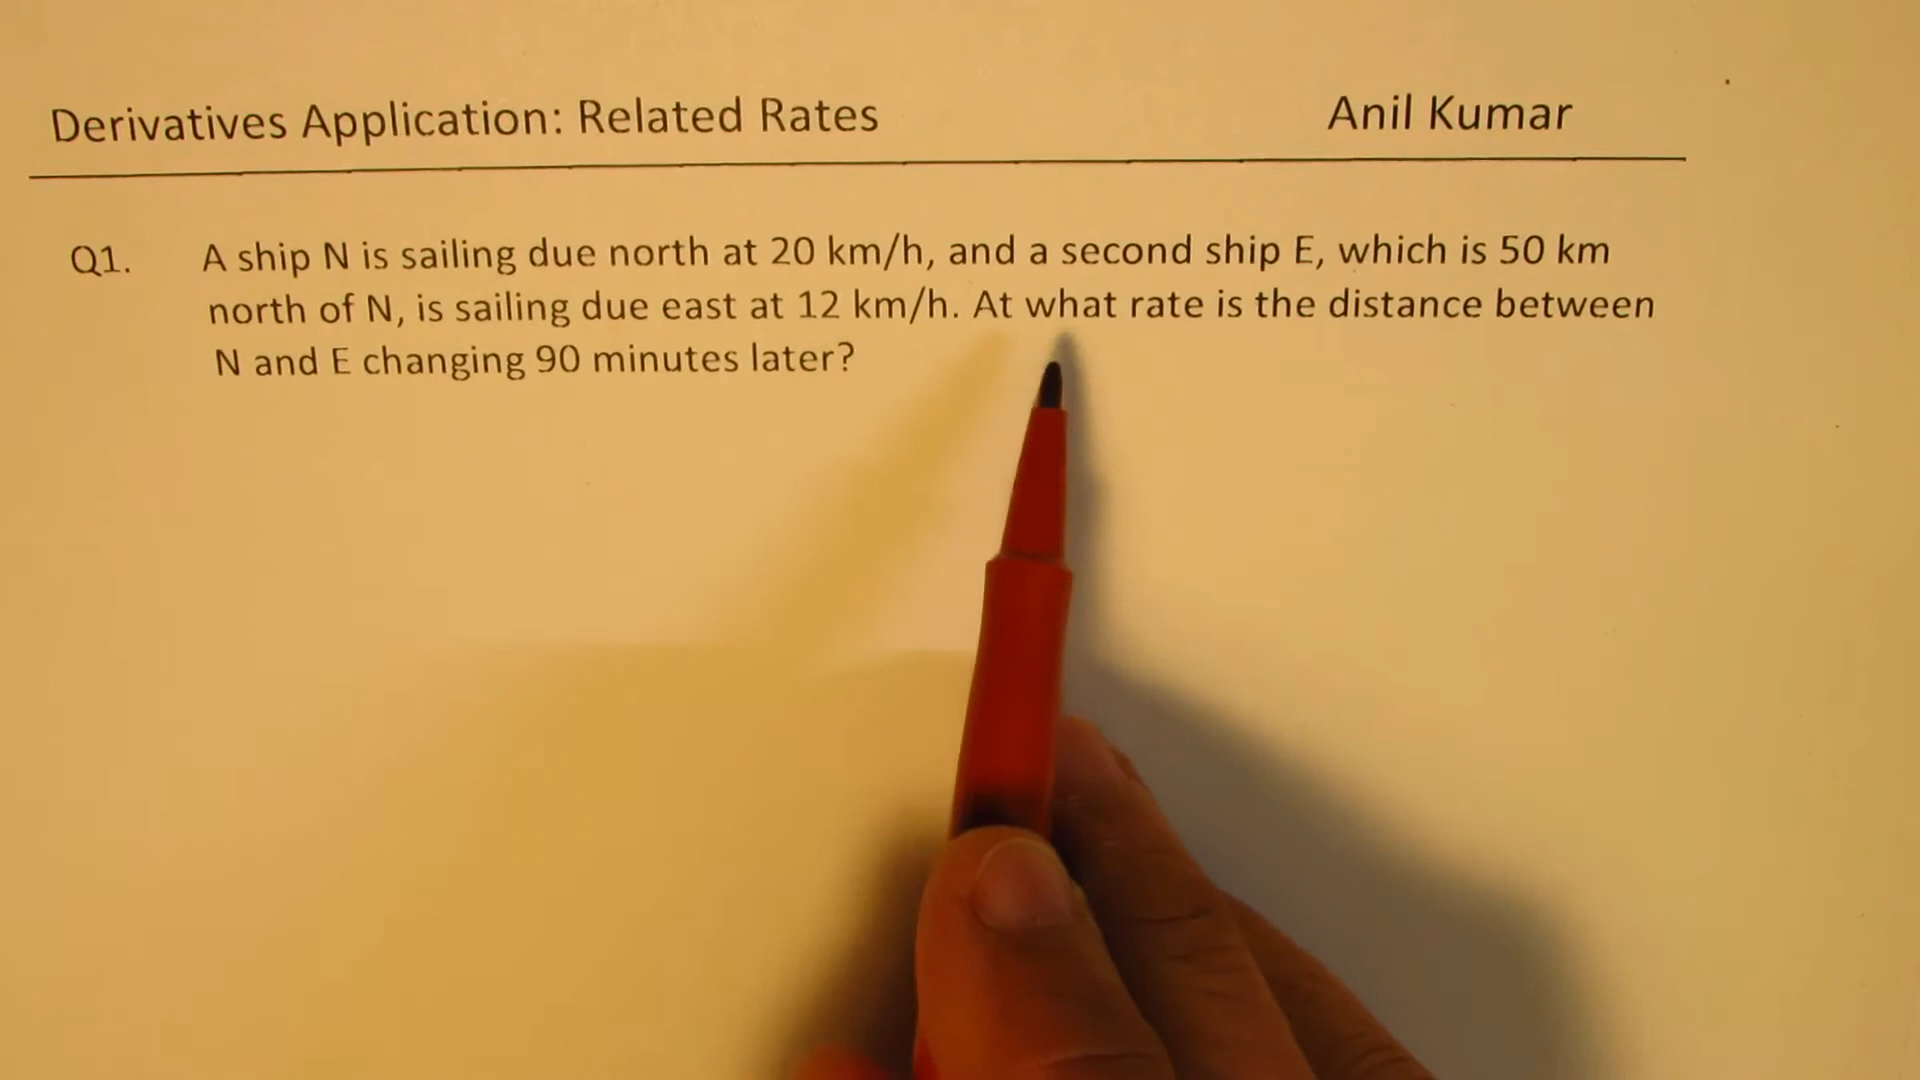 Derivatives Application: Related Rates Anil Kumar
Q1. A ship N is sailing due north at 20 km/h, and a second ship E, which is 50 km
north of N, is sailing due east at 12 km/h. At what rate is the distance between
N and E changing 90 minutes later?